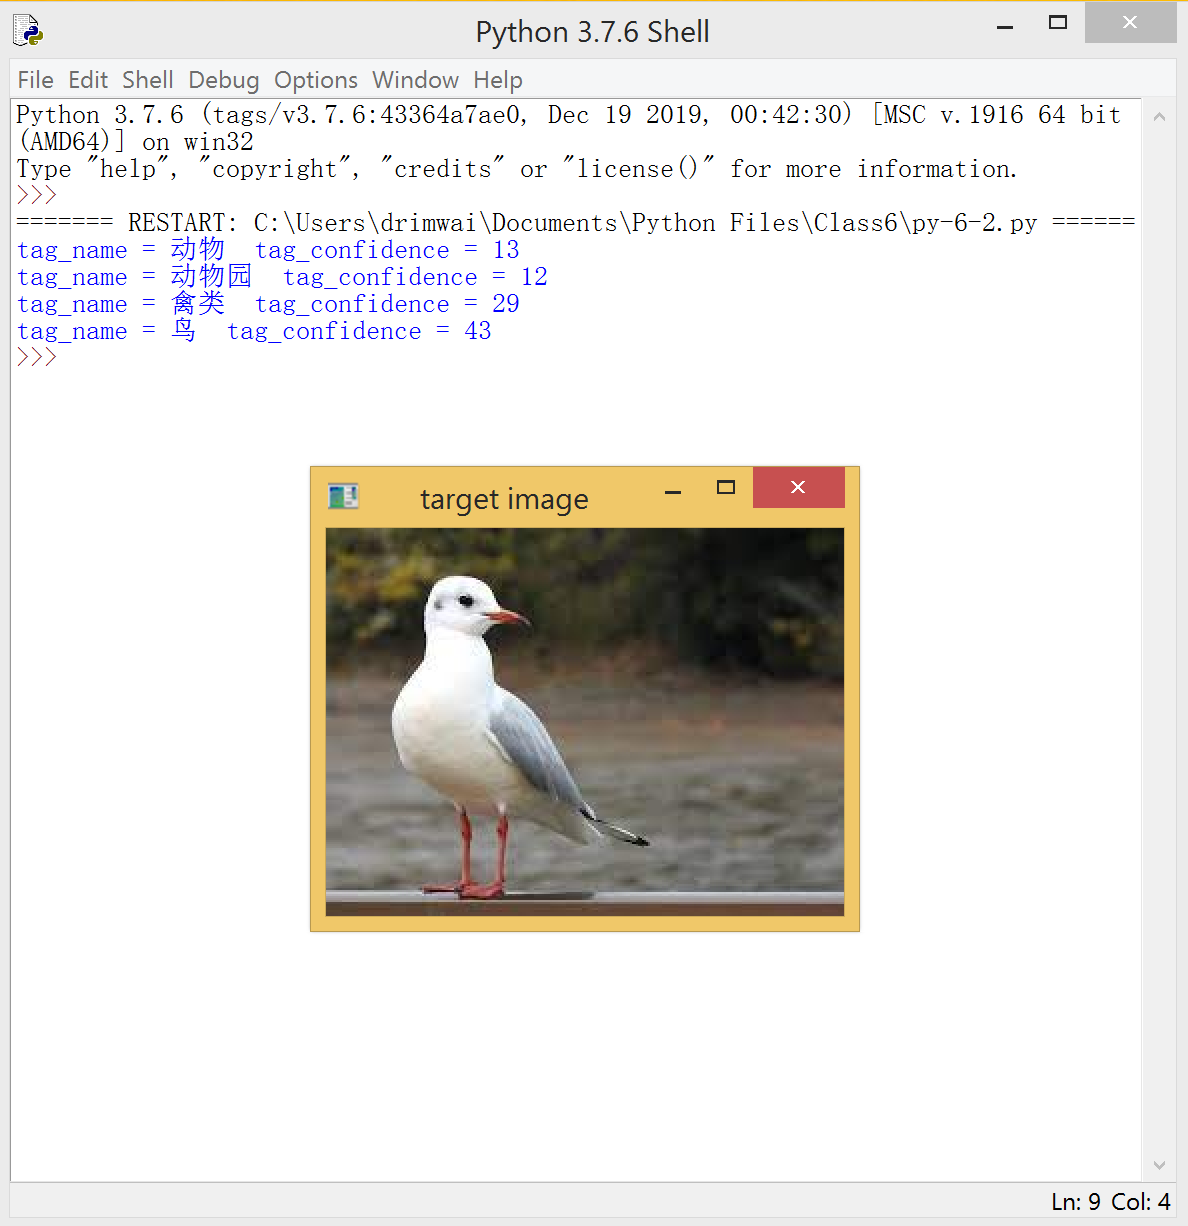 Python 3.7.6 Shell
File Edit Shell Debug Options Window Help
Python 3.7.6 (tags/v3.7.6:43364a7ae0, Dec 19 2019, 00:42:30) [MSC v.1916 64 bit
(AMD64)] on win32
Type "help", "copyright", "credits" or "license()" for more information.
>>>
======= RESTART: C:\Users\drimwai\Documents\Python Files\Class6\py-6-2.py ======
tag_name = 动物  tag_confidence = 13
tag_name = 动物园  tag_confidence = 12
tag_name = 禽类  tag_confidence = 29
tag_name = 鸟  tag_confidence = 43
>>>
target image
Ln: 9 Col: 4